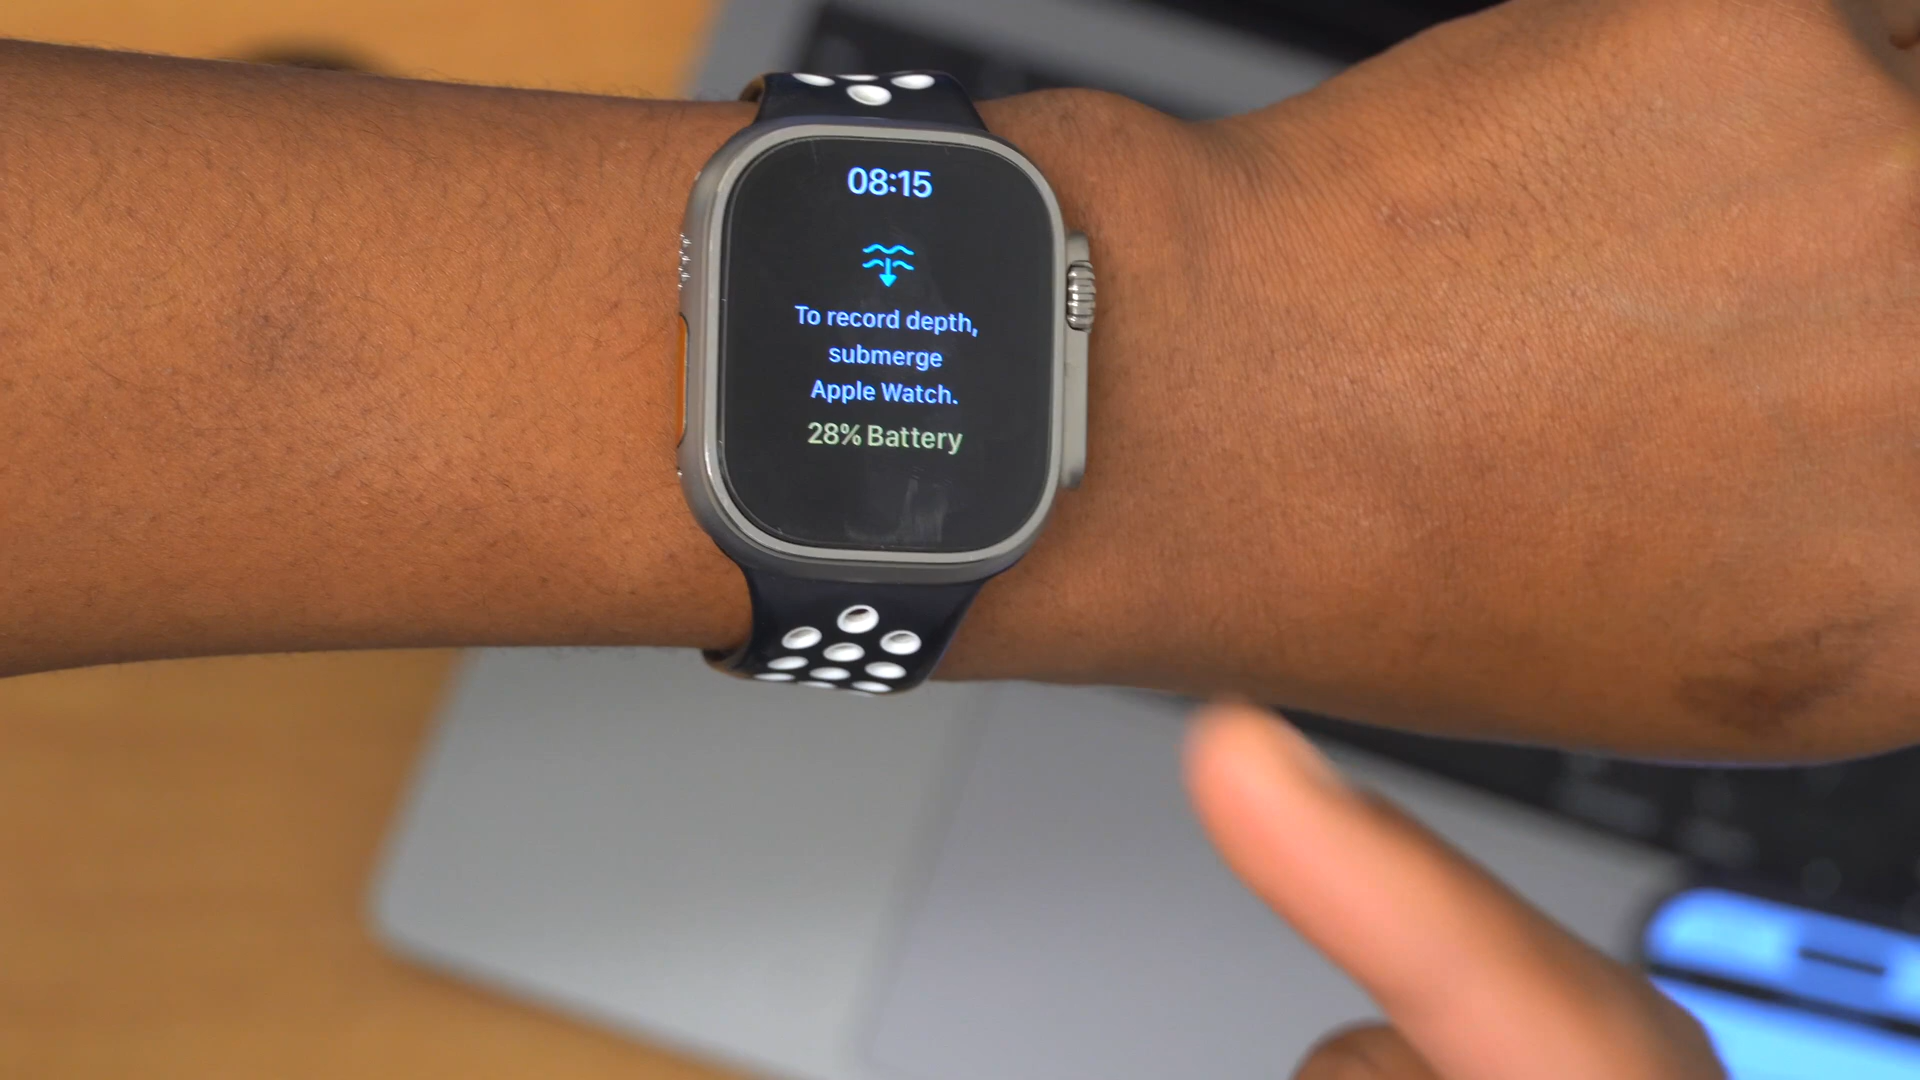 08:15
To record depth,
submerge
Apple Watch.
28% Battery